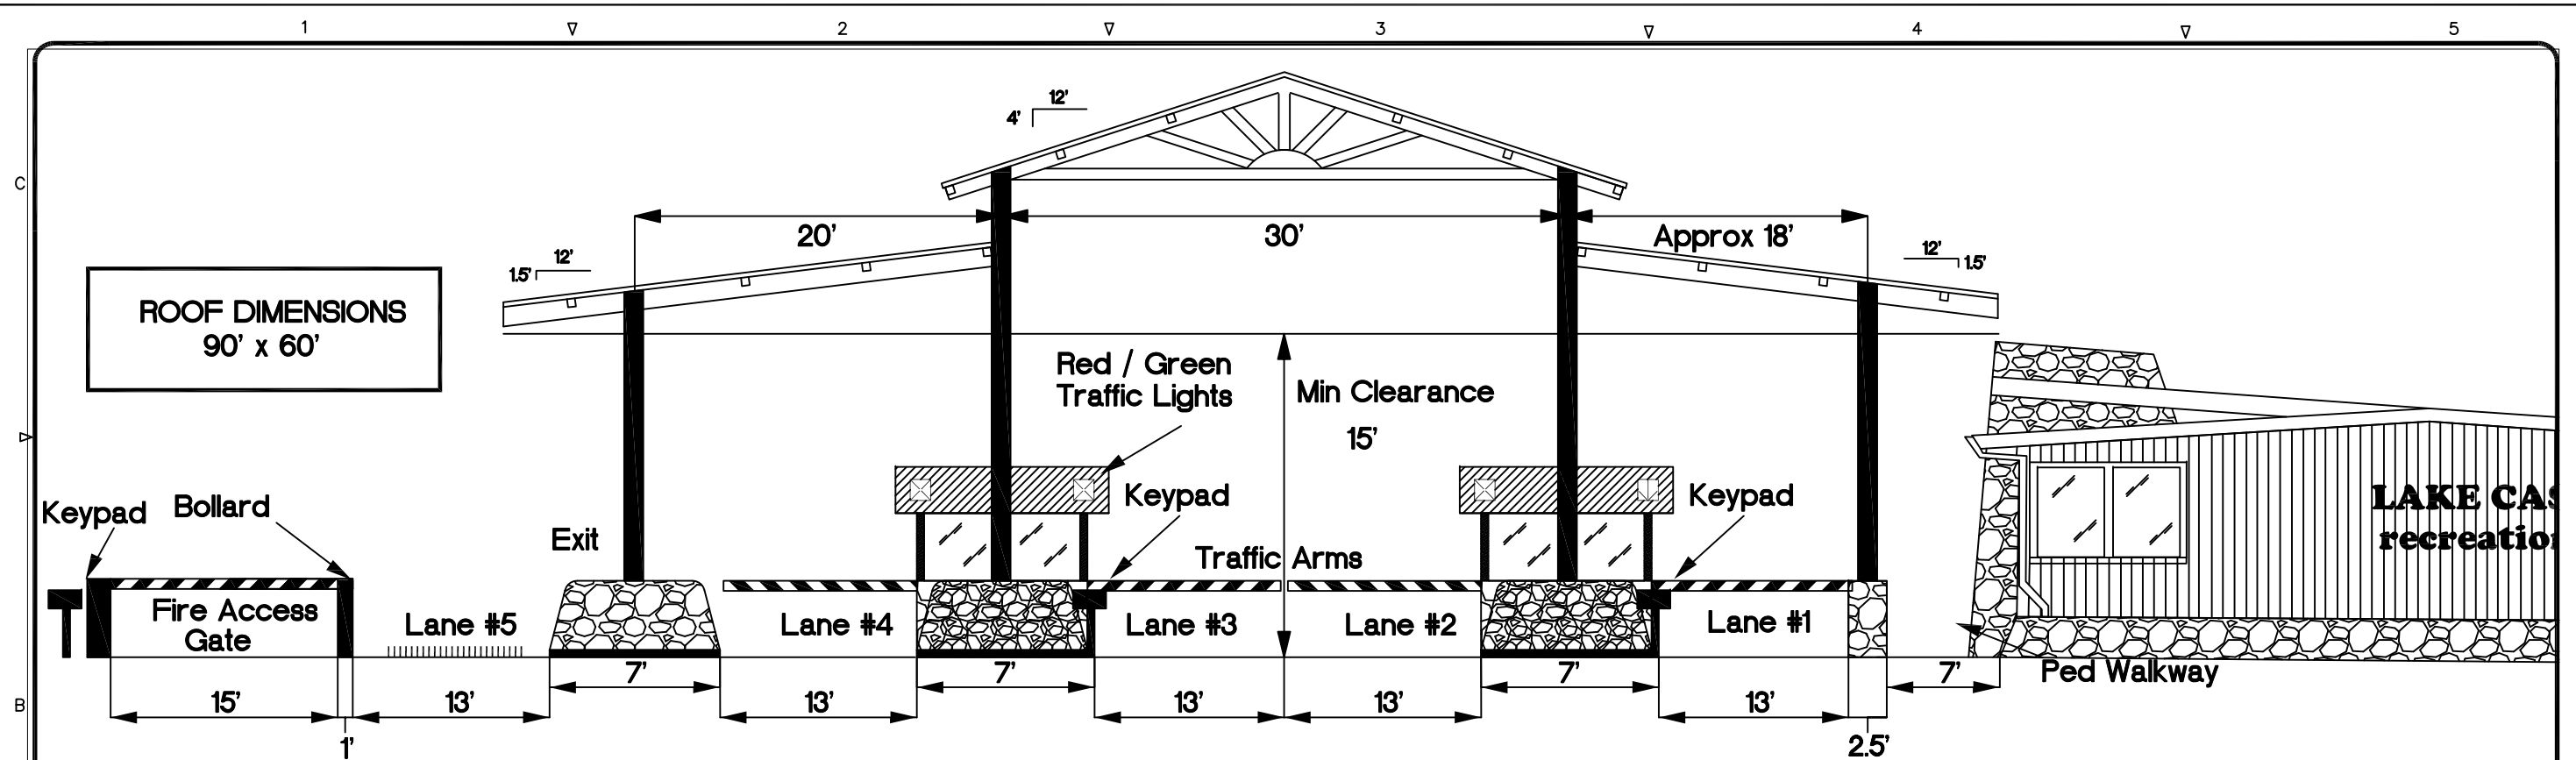 1 2 3 4 5
C
12'
4'
20' 30' Approx 18'
12'
1.5'
12'
1.5'
ROOF DIMENSIONS
90' x 60'
Red / Green
Traffic Lights
Min Clearance
15'
Keypad Bollard
Exit
Keypad
Keypad
Traffic Arms
LAKE CAS
recreatio
Fire Access
Gate
Lane #5
Lane #4
Lane #3
Lane #2
Lane #1
7' 7' 7' 7'
Ped Walkway
B
15' 13' 13' 13' 13' 13'
1' 2.5'